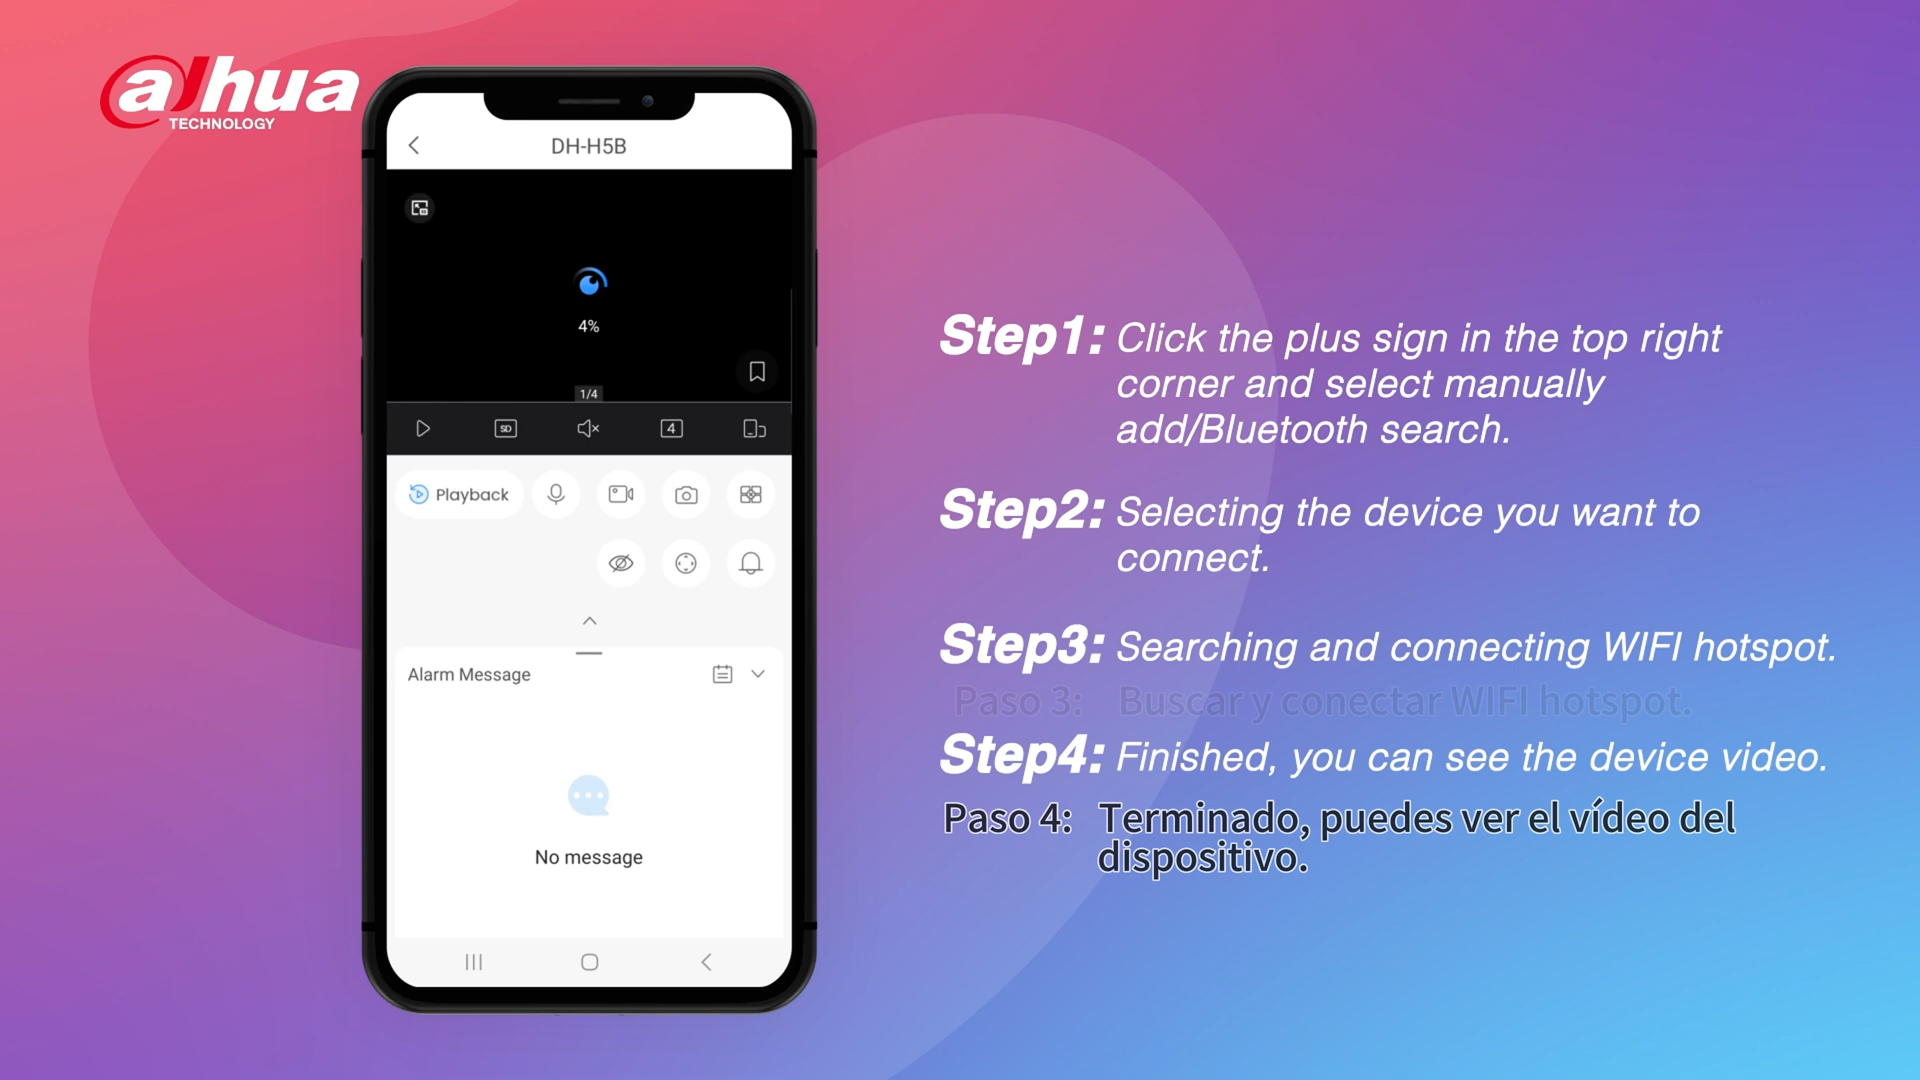 alhua
TECHNOLOGY
DH-H5B
4%
1/4
SD
4
Playback
Alarm Message
No message
Step1: Click the plus sign in the top right
corner and select manually
add/Bluetooth search.
Step2: Selecting the device you want to
connect.
Step3: Searching and connecting WIFI hotspot.
Paso 3: Buscar y conectar WIFI hotspot.
Step4: Finished, you can see the device video.
Paso 4: Terminado, puedes ver el vídeo del
dispositivo.